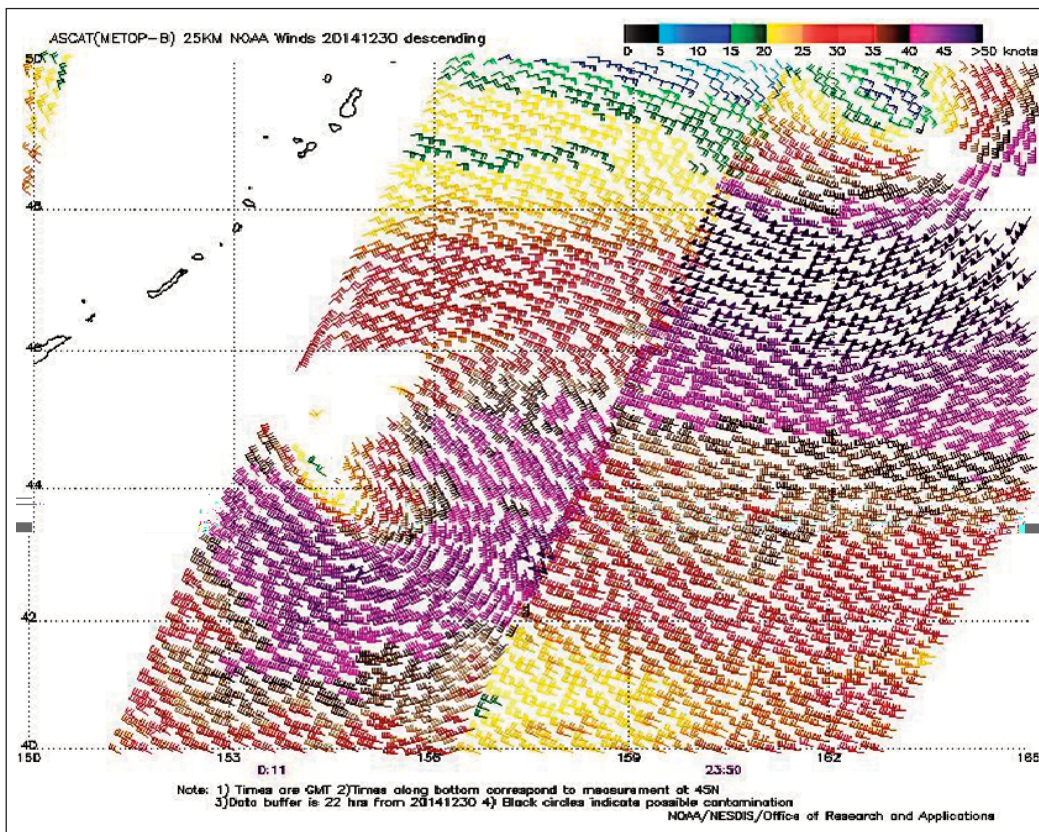 ASCAT(METOP-B) 25KM NOAA Winds 20141230 descending
0 5 10 15 20 25 30 35 40 45 >50 knots
50
48
46
44
42
40
150 153 156 159 162 165
D:11 23:50
Note: 1) Times are GMT 2)Times along bottom correspond to measurement at 45N
3)Data buffer is 22 hrs from 20141230 4) Black circles indicate possible contamination
NOAA/NESDIS/Office of Research and Applications